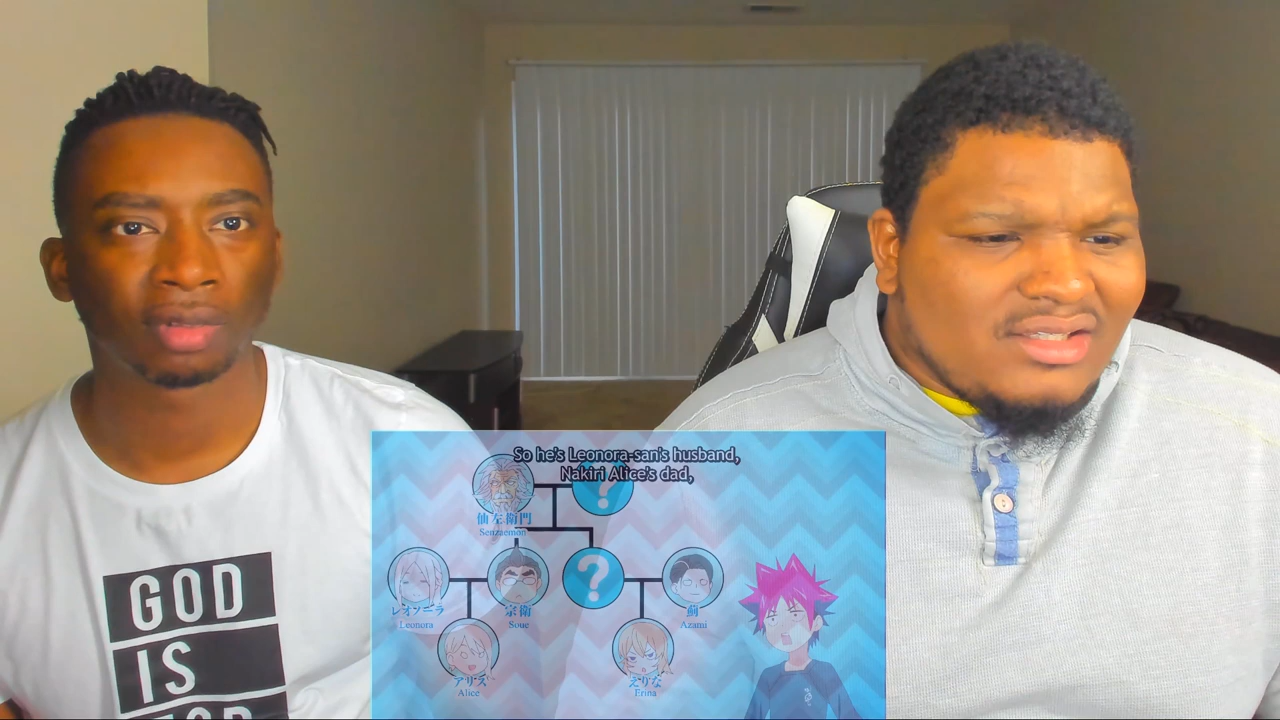 So he's Leonora-san's husband,
Nakiri Alice's dad,
仙左衛門
Senzaemon
レオノーラ
Leonora
宗衛
Soue
薊
Azami
アリス
Alice
えりな
Erina
GOD
IS